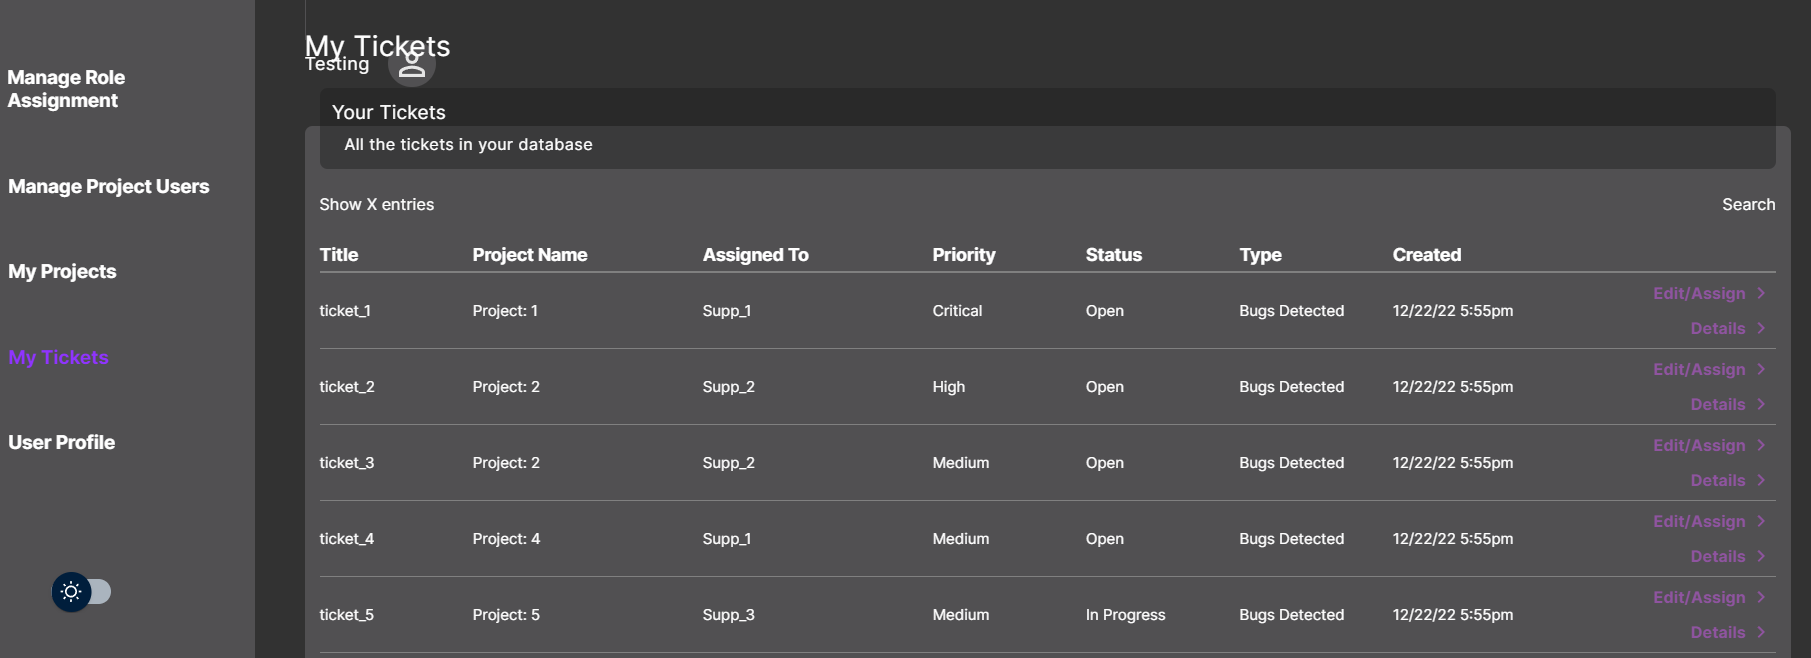 Manage Role
Assignment
Manage Project Users
My Projects
My Tickets
User Profile
My Tickets
Testing
Your Tickets
All the tickets in your database
Show X entries Search
Title Project Name Assigned To Priority Status Type Created
ticket_1 Project: 1 Supp_1 Critical Open Bugs Detected 12/22/22 5:55pm
Edit/Assign
Details
ticket_2 Project: 2 Supp_2 High Open Bugs Detected 12/22/22 5:55pm
Edit/Assign
Details
ticket_3 Project: 2 Supp_2 Medium Open Bugs Detected 12/22/22 5:55pm
Edit/Assign
Details
ticket_4 Project: 4 Supp_1 Medium Open Bugs Detected 12/22/22 5:55pm
Edit/Assign
Details
ticket_5 Project: 5 Supp_3 Medium In Progress Bugs Detected 12/22/22 5:55pm
Edit/Assign
Details